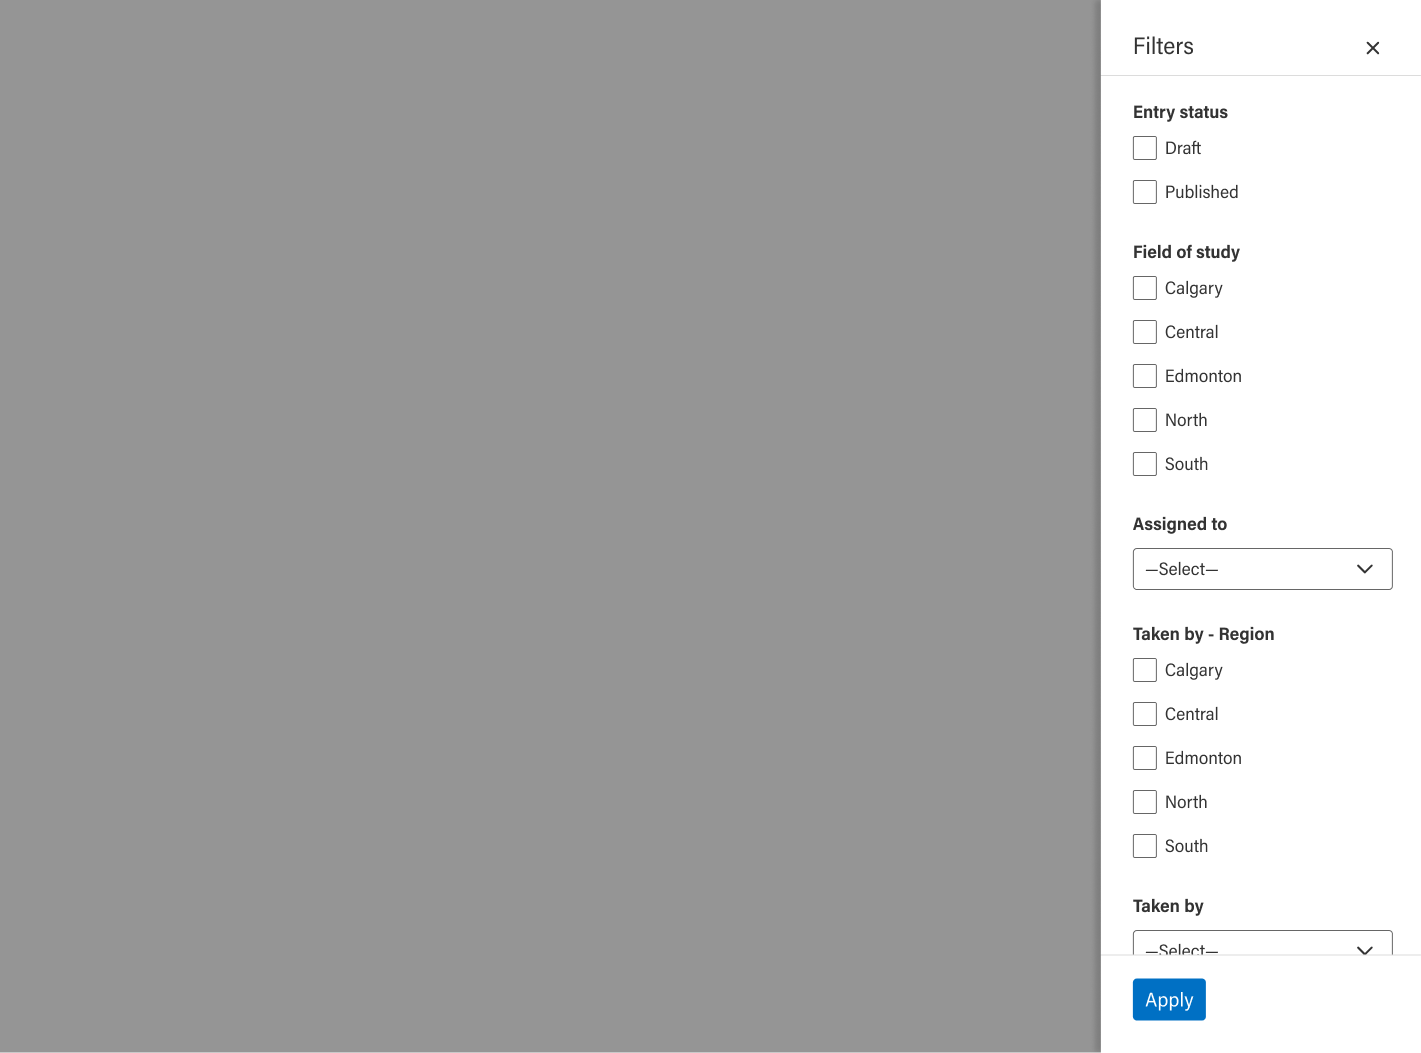 Filters
Entry status
Draft
Published
Field of study
Calgary
Central
Edmonton
North
South
Assigned to
—Select—
Taken by - Region
Calgary
Central
Edmonton
North
South
Taken by
—Select—
Apply